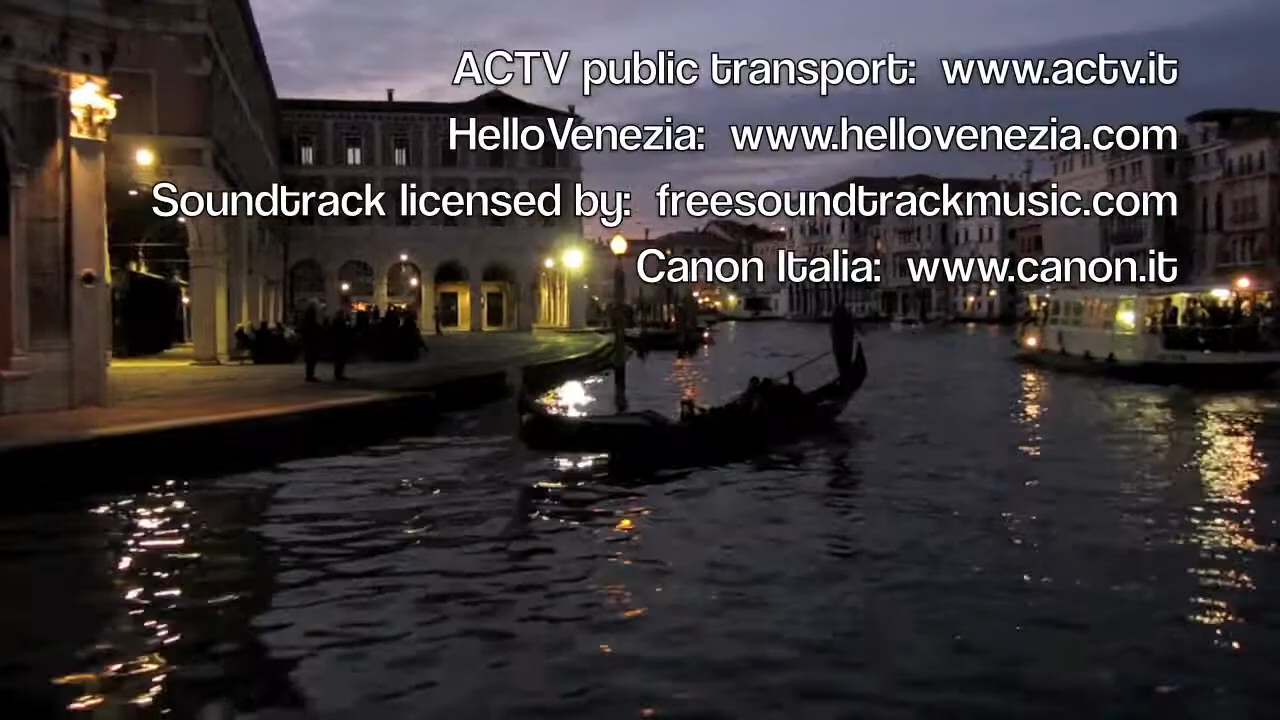 ACTV public transport: www.actv.it
HelloVenezia: www.hellovenezia.com
Soundtrack licensed by: freesoundtrackmusic.com
Canon Italia: www.canon.it